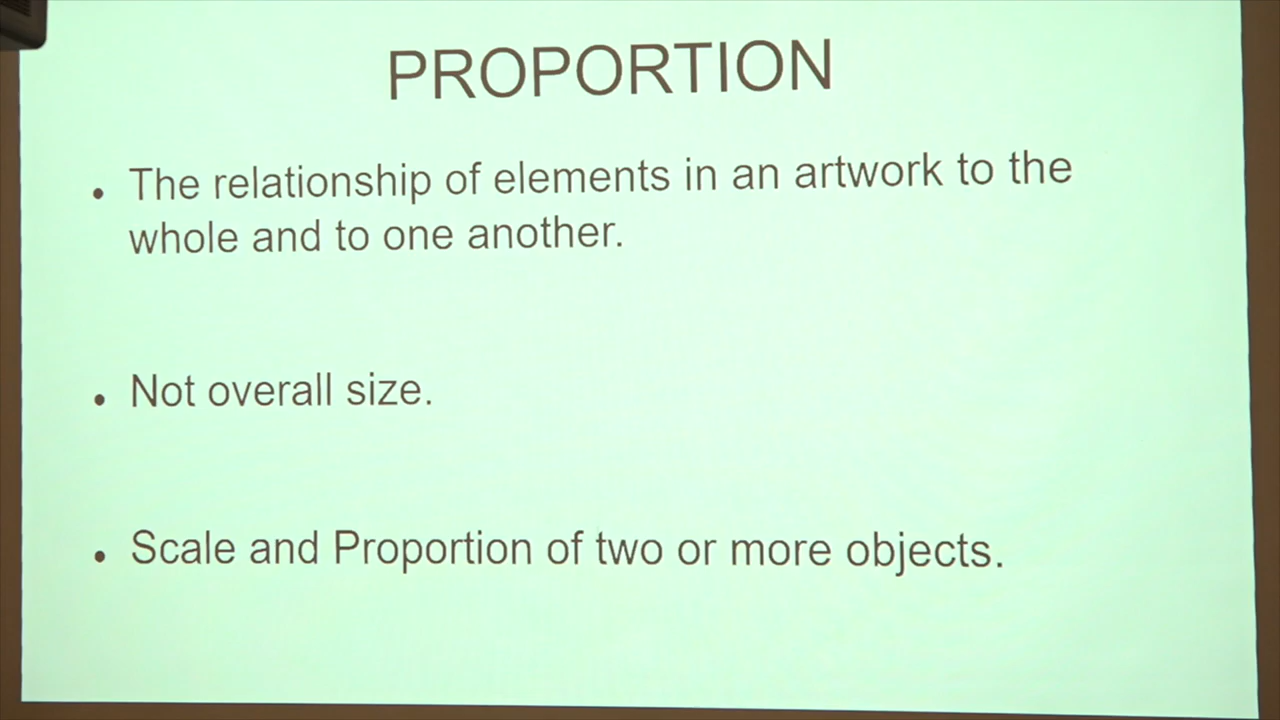 PROPORTION
• The relationship of elements in an artwork to the
whole and to one another.
• Not overall size.
• Scale and Proportion of two or more objects.